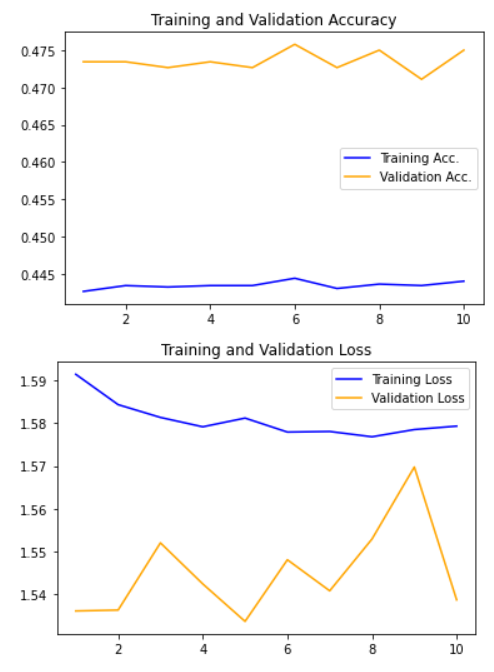 Training and Validation Accuracy
0.475
0.470
0.465
0.460
0.455
0.450
0.445
Training Acc.
Validation Acc.
2 4 6 8 10
Training and Validation Loss
1.59
1.58
1.57
1.56
1.55
1.54
Training Loss
Validation Loss
2 4 6 8 10